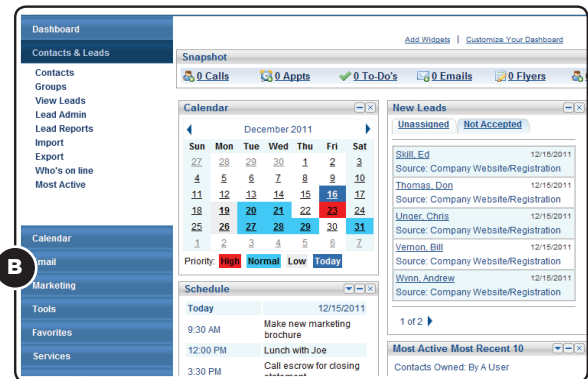 Dashboard
Contacts & Leads
Contacts
Groups
View Leads
Lead Admin
Lead Reports
Import
Export
Who's on line
Most Active
Calendar
mail
B
Marketing
Tools
Favorites
Services
Add Widgets | Customize Your Dashboard
Snapshot
0 Calls 0 Appts 0 To-Do's 0 Emails 0 Flyers
Calendar
December 2011
Sun Mon Tue Wed Thu Fri Sat
27 28 29 30 1 2 3
4 5 6 7 8 9 10
11 12 13 14 15 16 17
18 19 20 21 22 23 24
25 26 27 28 29 30 31
1 2 3 4 5 6 7
Priority: High Normal Low Today
Schedule
Today 12/15/2011
9:30 AM Make new marketing
brochure
12:00 PM Lunch with Joe
3:30 PM Call escrow for closing
statement
New Leads
Unassigned Not Accepted
Skill, Ed 12/15/2011
Source: Company Website/Registration
Thomas, Don 12/15/2011
Source: Company Website/Registration
Unger, Chris 12/15/2011
Source: Company Website/Registration
Vernon, Bill 12/15/2011
Source: Company Website/Registration
Wynn, Andrew 12/15/2011
Source: Company Website/Registration
1 of 2
Most Active Most Recent 10
Contacts Owned: By A User